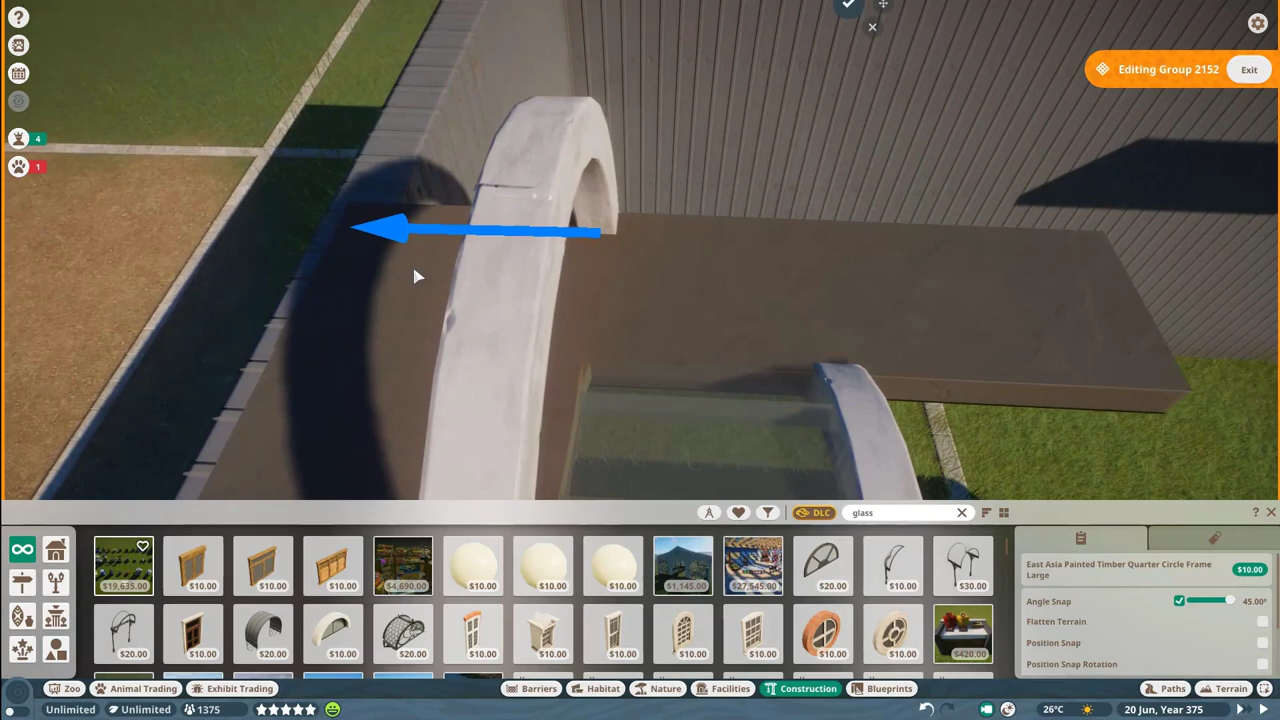 ?
Editing Group 2152
Exit
4
1
DLC
glass
?
$19,635.00
$10.00
$10.00
$10.00
$4,690.00
$10.00
$10.00
$10.00
$1,145.00
$27,545.00
$20.00
$10.00
$30.00
$20.00
$10.00
$20.00
$10.00
$20.00
$10.00
$10.00
$10.00
$10.00
$10.00
$10.00
$10.00
$420.00
East Asia Painted Timber Quarter Circle Frame
Large
$10.00
Angle Snap
45.00°
Flatten Terrain
Position Snap
Position Snap Rotation
Zoo
Animal Trading
Exhibit Trading
Barriers
Habitat
Nature
Facilities
Construction
Blueprints
Paths
Terrain
Unlimited
Unlimited
1375
26°C
20 Jun, Year 375